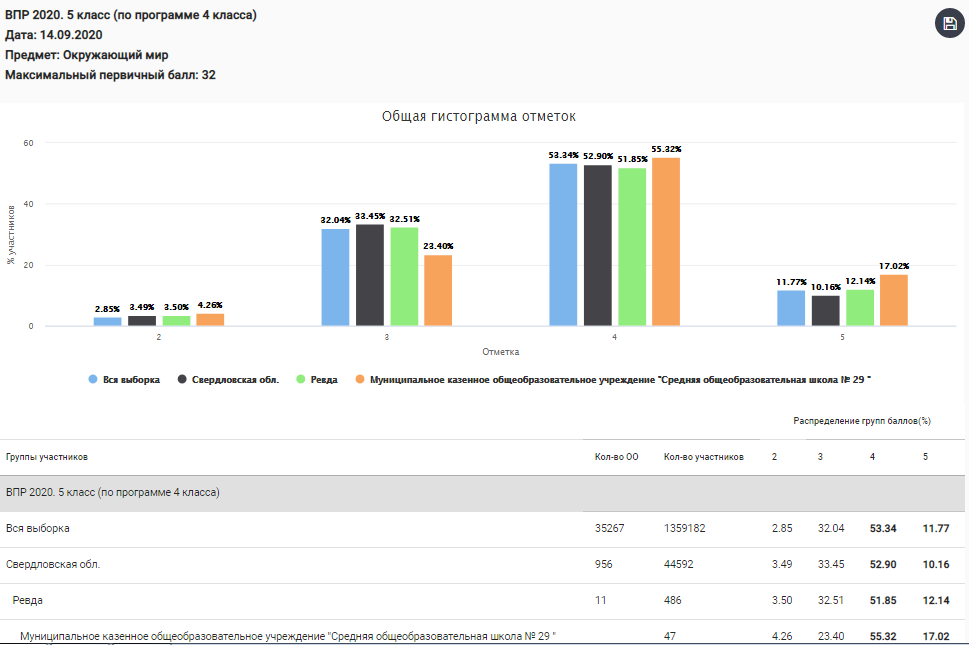 ВПР 2020. 5 класс (по программе 4 класса)
Дата: 14.09.2020
Предмет: Окружающий мир
Максимальный первичный балл: 32
Общая гистограмма отметок
% участников
60
40
20
0
2.85% 3.49% 3.50% 4.26%
32.04% 33.45% 32.51% 23.40%
53.34% 52.90% 51.85% 55.32%
11.77% 10.16% 12.14% 17.02%
2 3 4 5
Отметка
Вся выборка Свердловская обл. Ревда Муниципальное казенное общеобразовательное учреждение "Средняя общеобразовательная школа № 29 "
Распределение групп баллов(%)
Группы участников Кол-во ОО Кол-во участников 2 3 4 5
ВПР 2020. 5 класс (по программе 4 класса)
Вся выборка 35267 1359182 2.85 32.04 53.34 11.77
Свердловская обл. 956 44592 3.49 33.45 52.90 10.16
Ревда 11 486 3.50 32.51 51.85 12.14
Муниципальное казенное общеобразовательное учреждение "Средняя общеобразовательная школа № 29 " 47 4.26 23.40 55.32 17.02